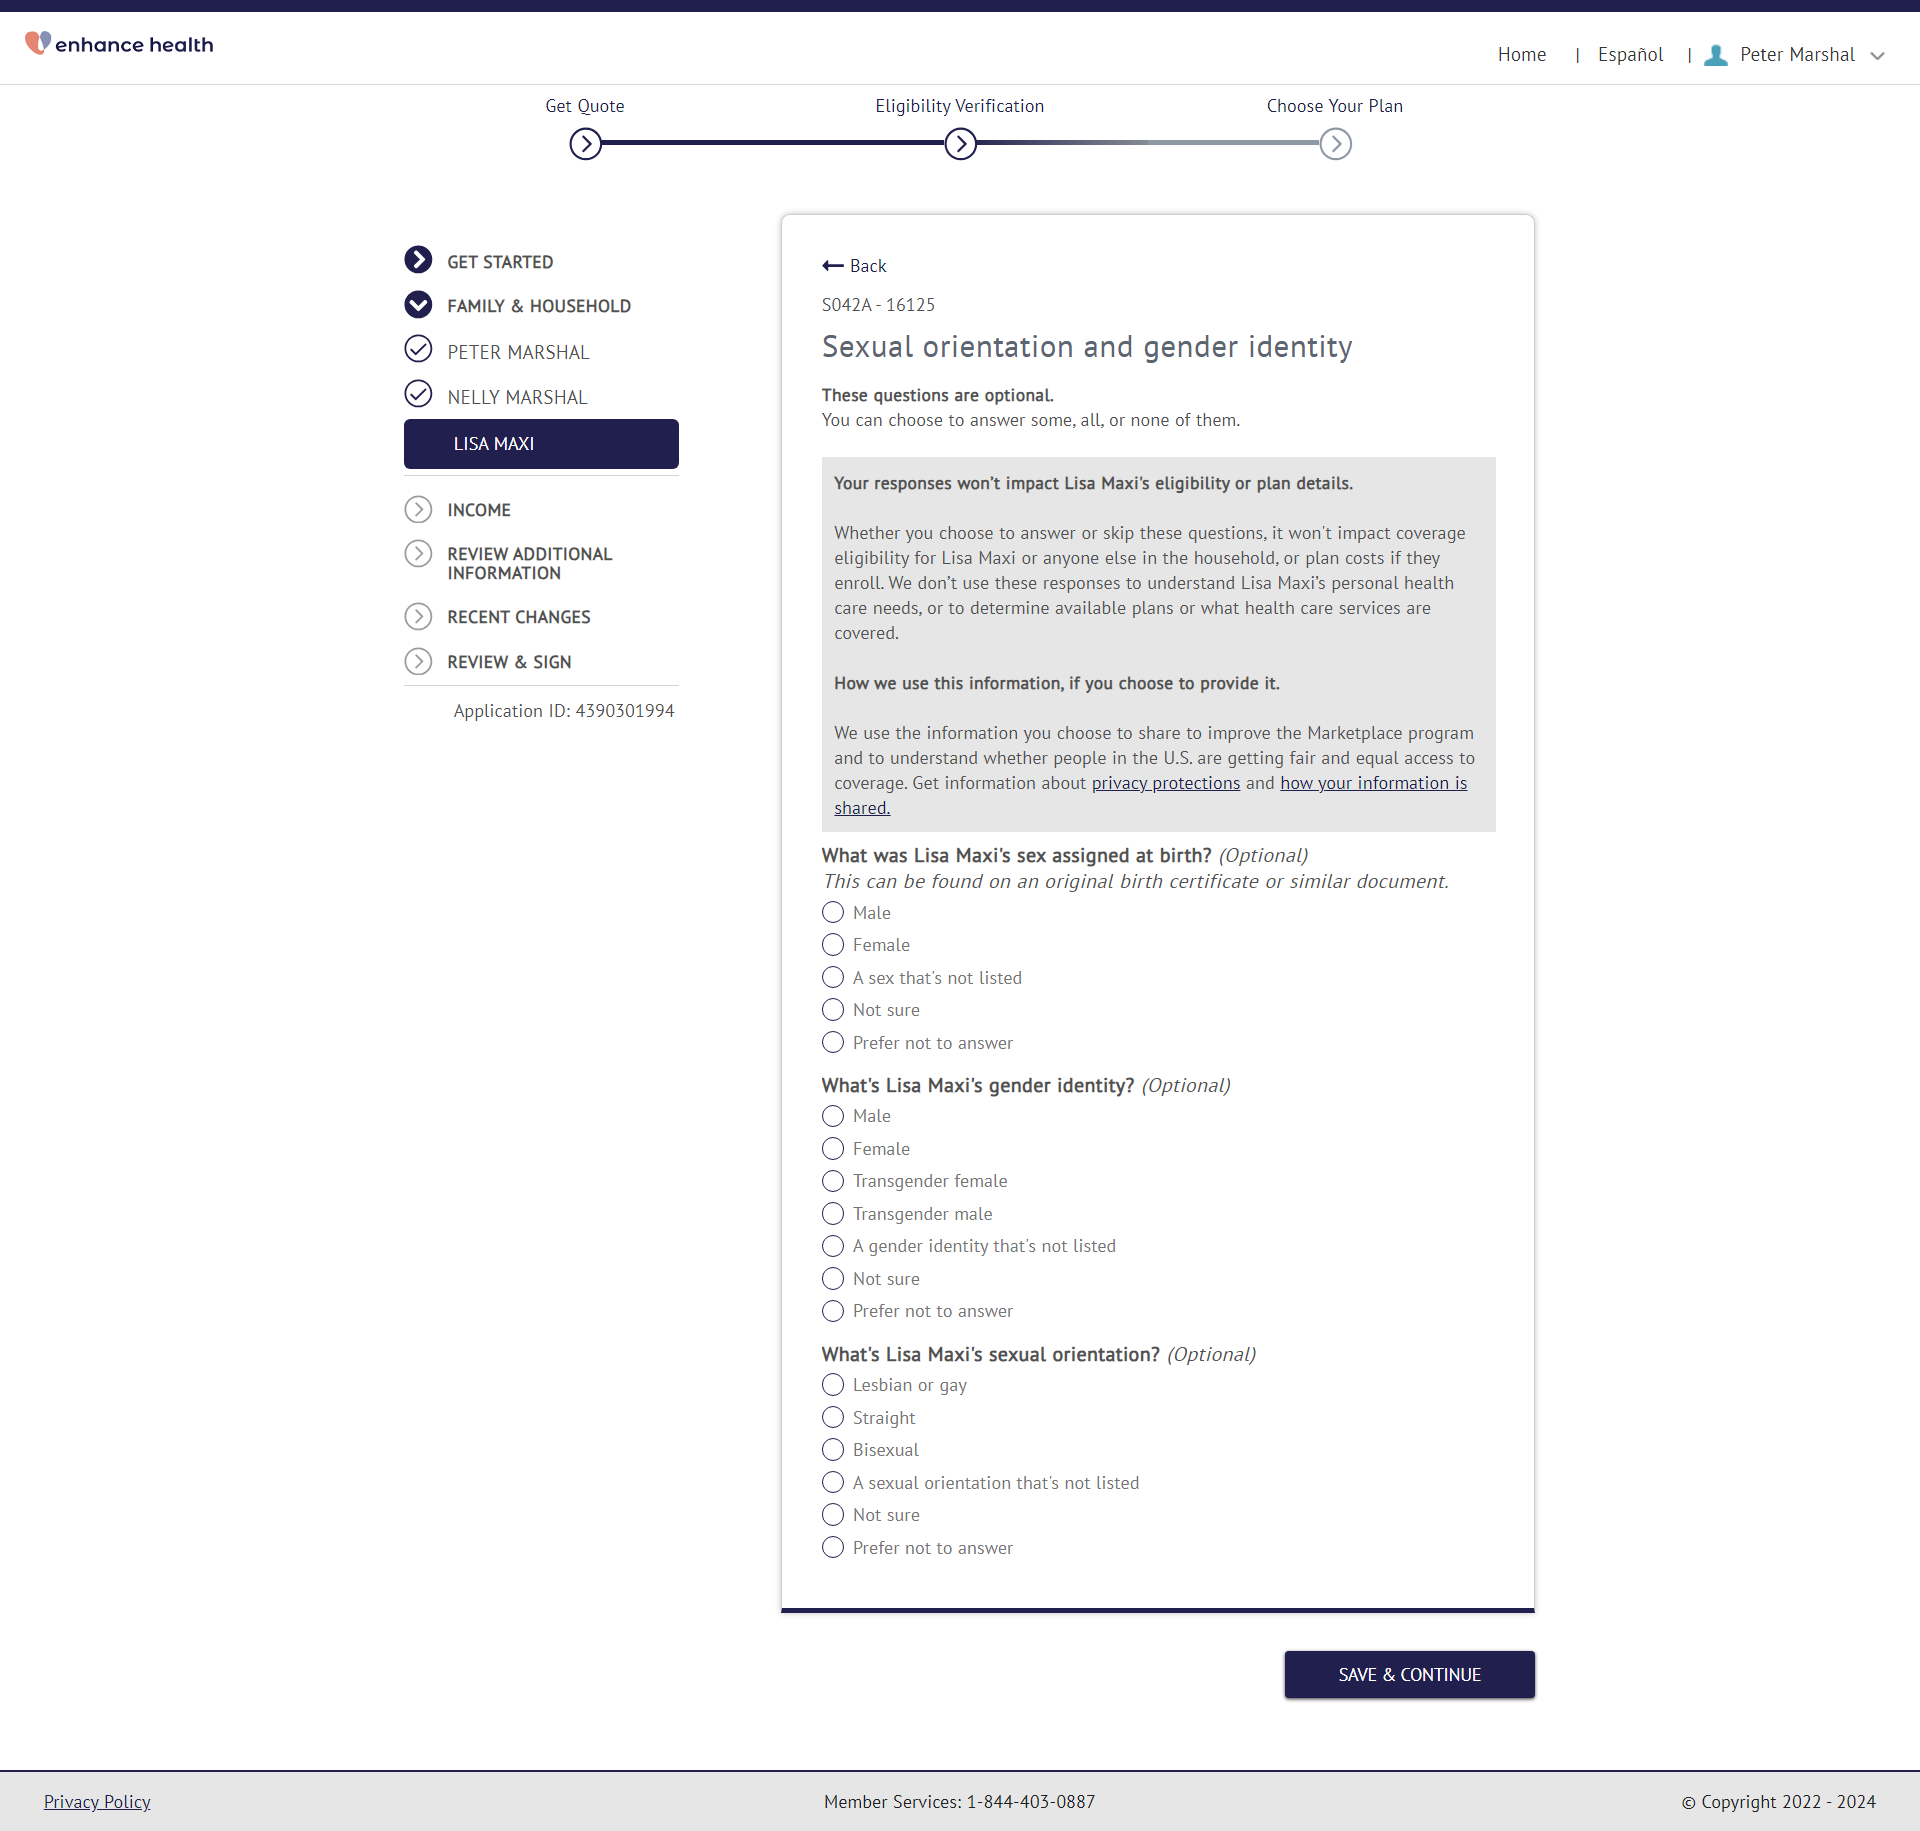 enhance health
Home | Español | Peter Marshal
Get Quote
Eligibility Verification
Choose Your Plan
GET STARTED
FAMILY & HOUSEHOLD
PETER MARSHAL
NELLY MARSHAL
LISA MAXI
INCOME
REVIEW ADDITIONAL
INFORMATION
RECENT CHANGES
REVIEW & SIGN
Application ID: 4390301994
Back
S042A - 16125
Sexual orientation and gender identity
These questions are optional.
You can choose to answer some, all, or none of them.
Your responses won’t impact Lisa Maxi's eligibility or plan details.
Whether you choose to answer or skip these questions, it won't impact coverage
eligibility for Lisa Maxi or anyone else in the household, or plan costs if they
enroll. We don’t use these responses to understand Lisa Maxi’s personal health
care needs, or to determine available plans or what health care services are
covered.
How we use this information, if you choose to provide it.
We use the information you choose to share to improve the Marketplace program
and to understand whether people in the U.S. are getting fair and equal access to
coverage. Get information about privacy protections and how your information is
shared.
What was Lisa Maxi's sex assigned at birth? (Optional)
This can be found on an original birth certificate or similar document.
Male
Female
A sex that's not listed
Not sure
Prefer not to answer
What's Lisa Maxi's gender identity? (Optional)
Male
Female
Transgender female
Transgender male
A gender identity that's not listed
Not sure
Prefer not to answer
What's Lisa Maxi's sexual orientation? (Optional)
Lesbian or gay
Straight
Bisexual
A sexual orientation that's not listed
Not sure
Prefer not to answer
SAVE & CONTINUE
Privacy Policy
Member Services: 1-844-403-0887
© Copyright 2022 - 2024